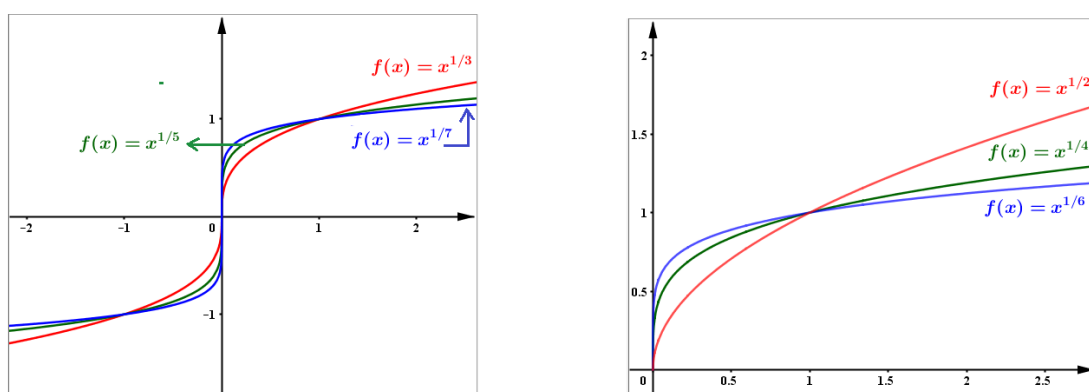 f(x) = x^{1/3}
1
f(x) = x^{1/5}
f(x) = x^{1/7}
−2
−1
0
1
2
−1
2
f(x) = x^{1/2}
1.5
f(x) = x^{1/4}
1
f(x) = x^{1/6}
0.5
0
0.5
1
1.5
2
2.5